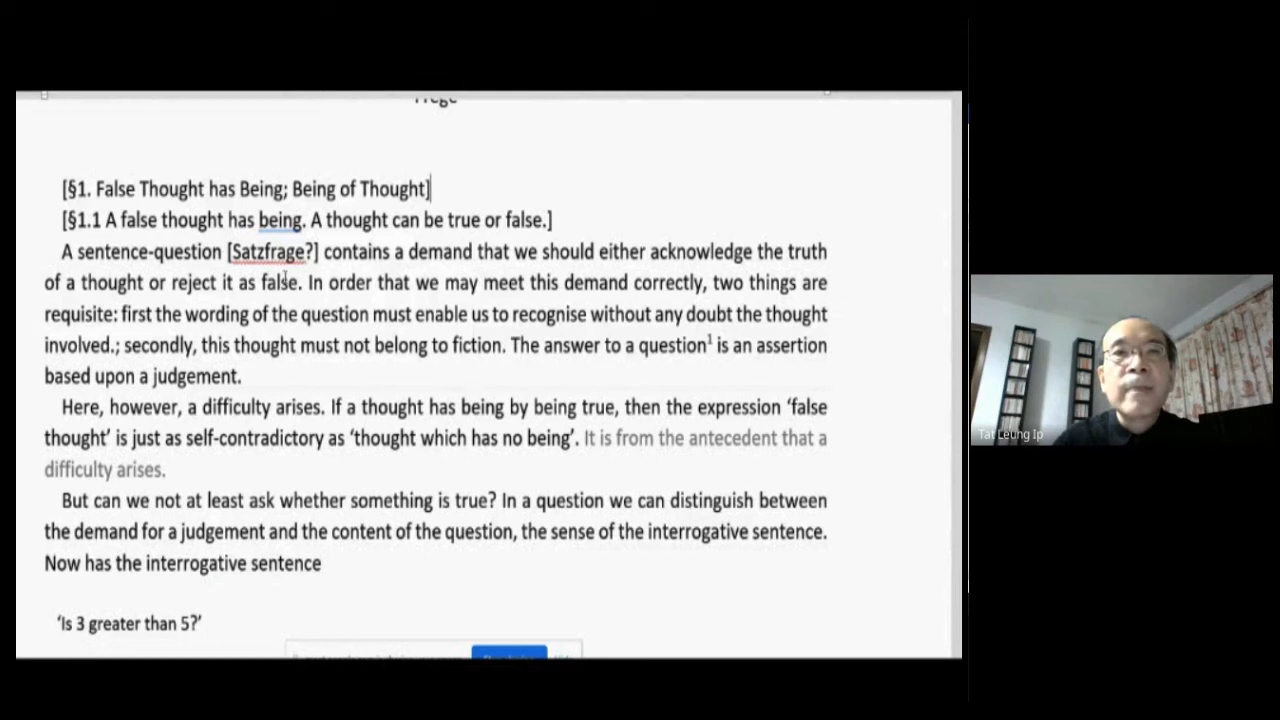 [§1. False Thought has Being; Being of Thought]
[§1.1 A false thought has being. A thought can be true or false.]
A sentence-question [Satzfrage?] contains a demand that we should either acknowledge the truth
of a thought or reject it as false. In order that we may meet this demand correctly, two things are
requisite: first the wording of the question must enable us to recognise without any doubt the thought
involved.; secondly, this thought must not belong to fiction. The answer to a question¹ is an assertion
based upon a judgement.
Here, however, a difficulty arises. If a thought has being by being true, then the expression ‘false
thought’ is just as self-contradictory as ‘thought which has no being’. It is from the antecedent that a
difficulty arises.
But can we not at least ask whether something is true? In a question we can distinguish between
the demand for a judgement and the content of the question, the sense of the interrogative sentence.
Now has the interrogative sentence
‘Is 3 greater than 5?’
Tat Leung Ip